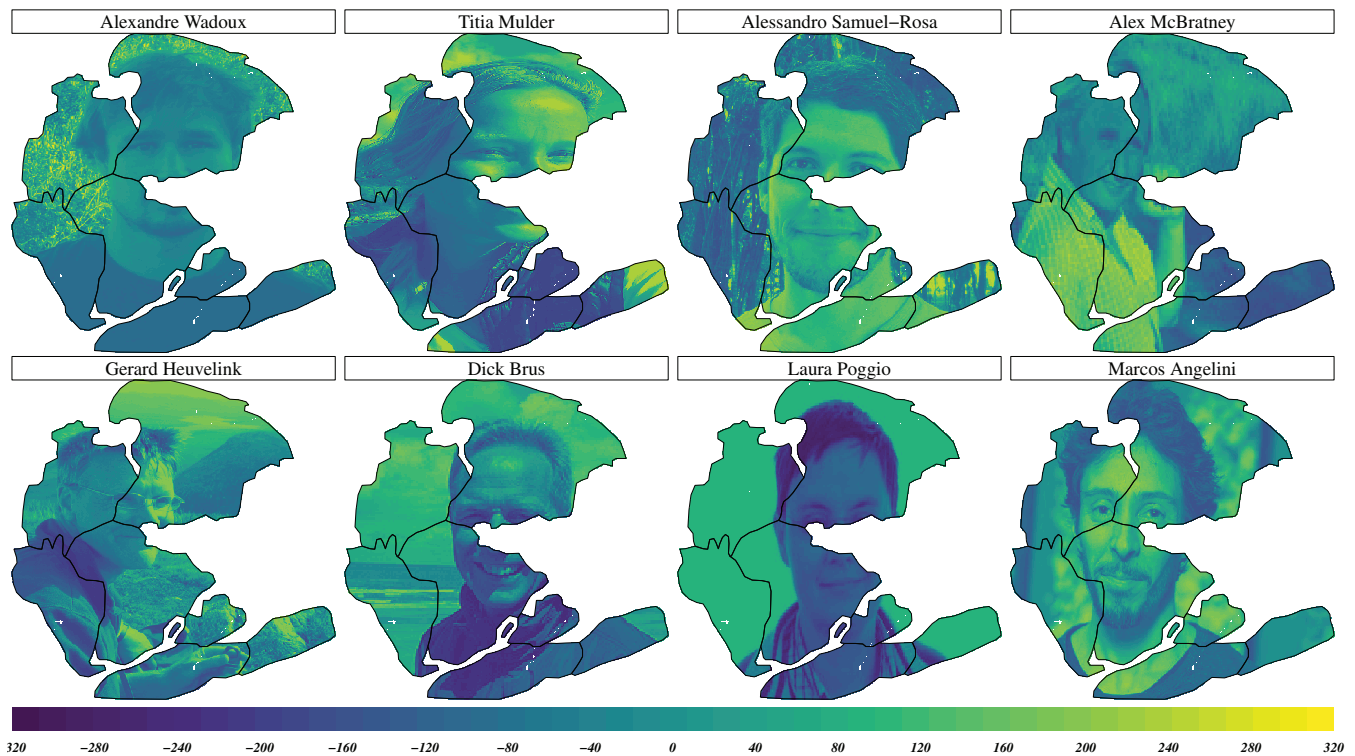 Alexandre Wadoux
Titia Mulder
Alessandro Samuel−Rosa
Alex McBratney
Gerard Heuvelink
Dick Brus
Laura Poggio
Marcos Angelini
320 −280 −240 −200 −160 −120 −80 −40 0 40 80 120 160 200 240 280 320